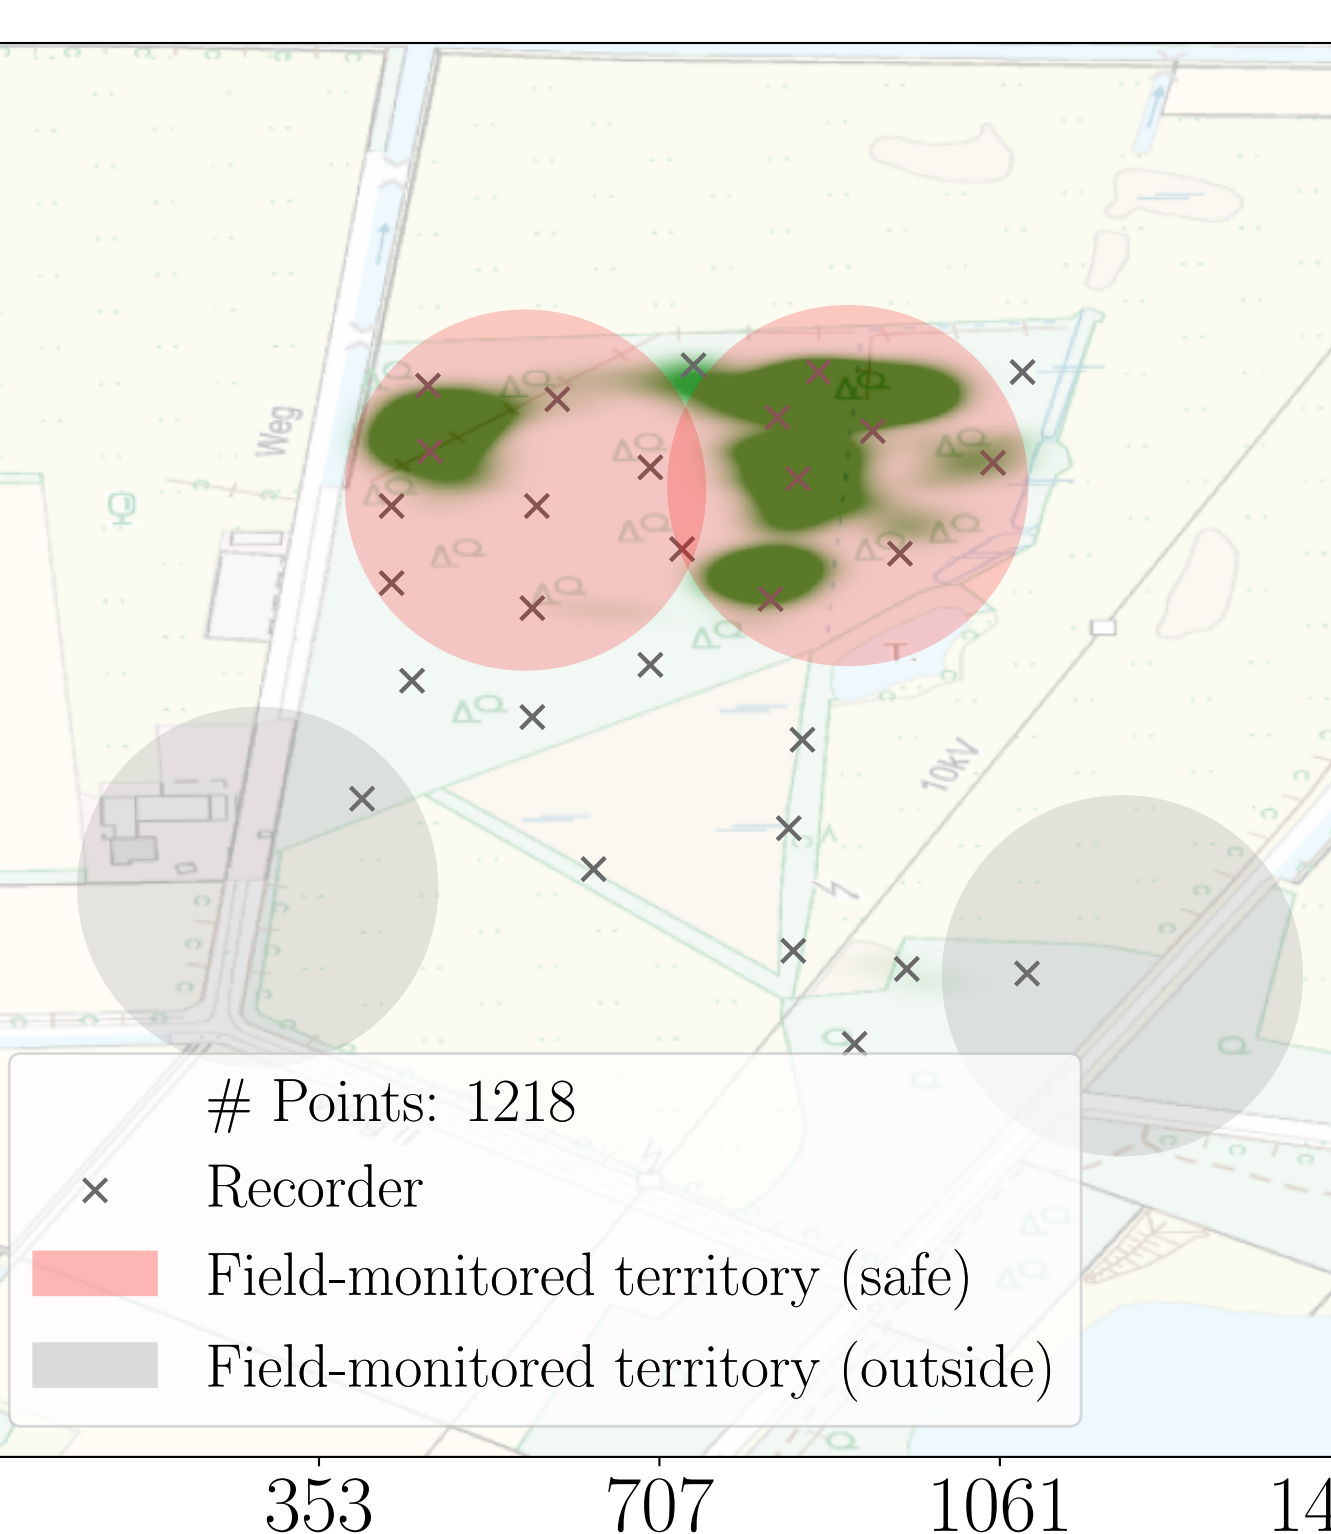 Weg
T.
10kV
# Points: 1218
Recorder
Field-monitored territory (safe)
Field-monitored territory (outside)
353 707 1061